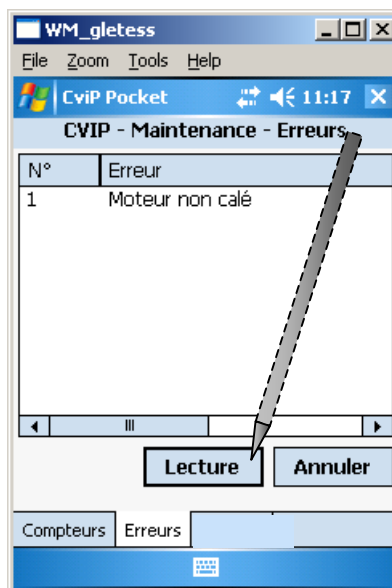 WM_gletess
File Zoom Tools Help
CviP Pocket 11:17
CVIP - Maintenance - Erreurs
N° Erreur
1 Moteur non calé
Lecture Annuler
Compteurs Erreurs